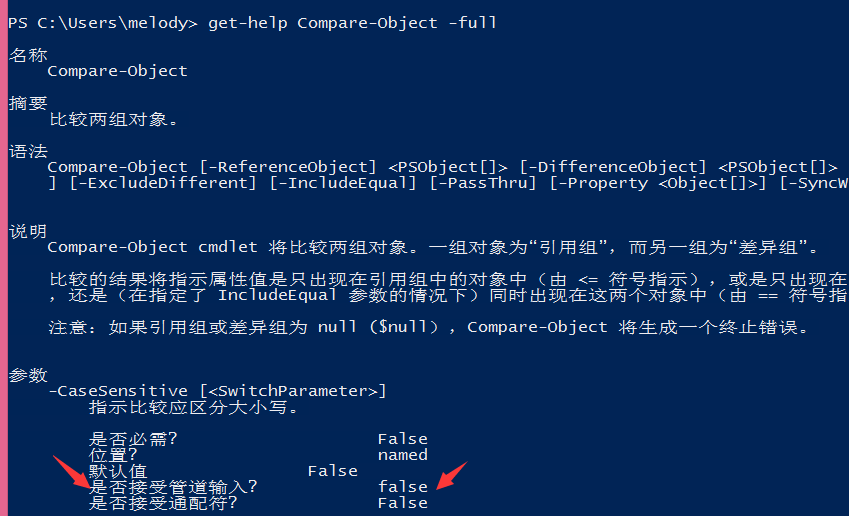 PS C:\Users\melody> get-help Compare-Object -full
名称
Compare-Object
摘要
比较两组对象。
语法
Compare-Object [-ReferenceObject] <PSObject[]> [-DifferenceObject] <PSObject[]>
] [-ExcludeDifferent] [-IncludeEqual] [-PassThru] [-Property <Object[]>] [-SyncW
说明
Compare-Object cmdlet 将比较两组对象。一组对象为“引用组”，而另一组为“差异组”。
比较的结果将指示属性值是只出现在引用组中的对象中（由 <= 符号指示），或是只出现在
，还是（在指定了 IncludeEqual 参数的情况下）同时出现在这两个对象中（由 == 符号指
注意：如果引用组或差异组为 null ($null)，Compare-Object 将生成一个终止错误。
参数
-CaseSensitive [<SwitchParameter>]
指示比较应区分大小写。
是否必需? False
位置? named
默认值 False
是否接受管道输入? false
是否接受通配符? False